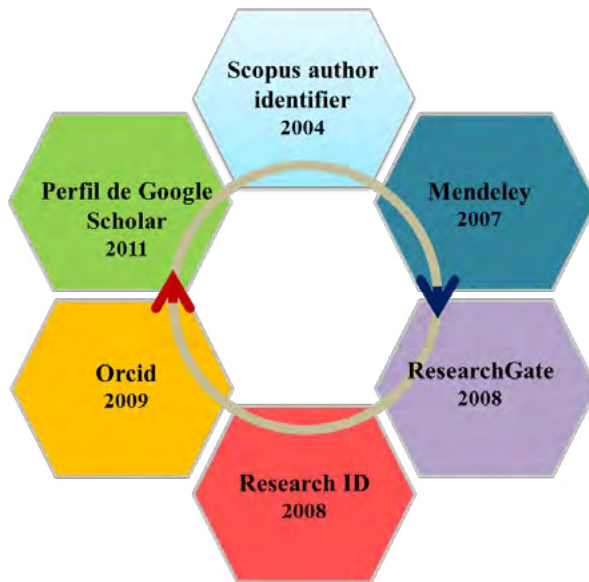 Scopus author
identifier
2004
Mendeley
2007
ResearchGate
2008
Research ID
2008
Orcid
2009
Perfil de Google
Scholar
2011